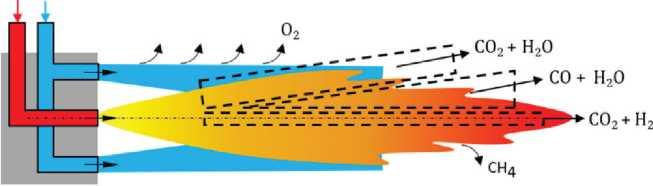 O₂
CO₂ + H₂O
CO + H₂O
CO₂ + H₂
CH₄